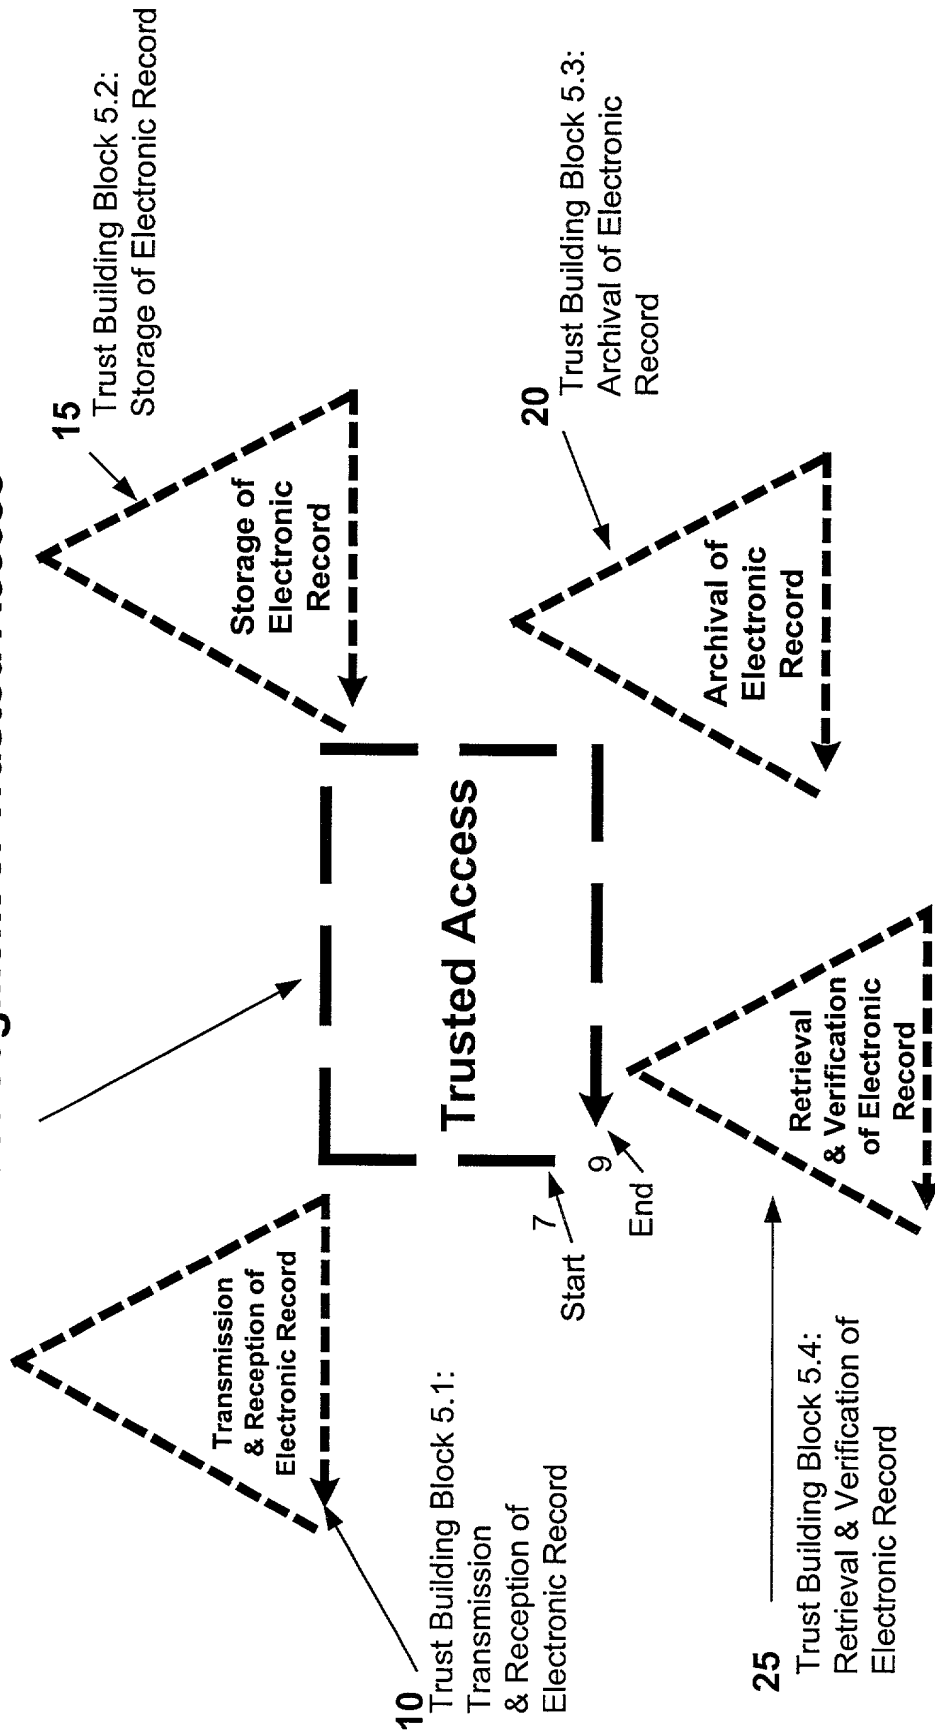 Trusted Access
15
Trust Building Block 5.2:
Storage of Electronic Record
Transmission
& Reception of
Electronic Record
Storage of
Electronic
Record
10
Trust Building Block 5.1:
Transmission
& Reception of
Electronic Record
Trusted Access
7
Start
9
End
20
Trust Building Block 5.3:
Archival of Electronic
Record
Archival of
Electronic
Record
25
Trust Building Block 5.4:
Retrieval & Verification of
Electronic Record
Retrieval
& Verification
of Electronic
Record